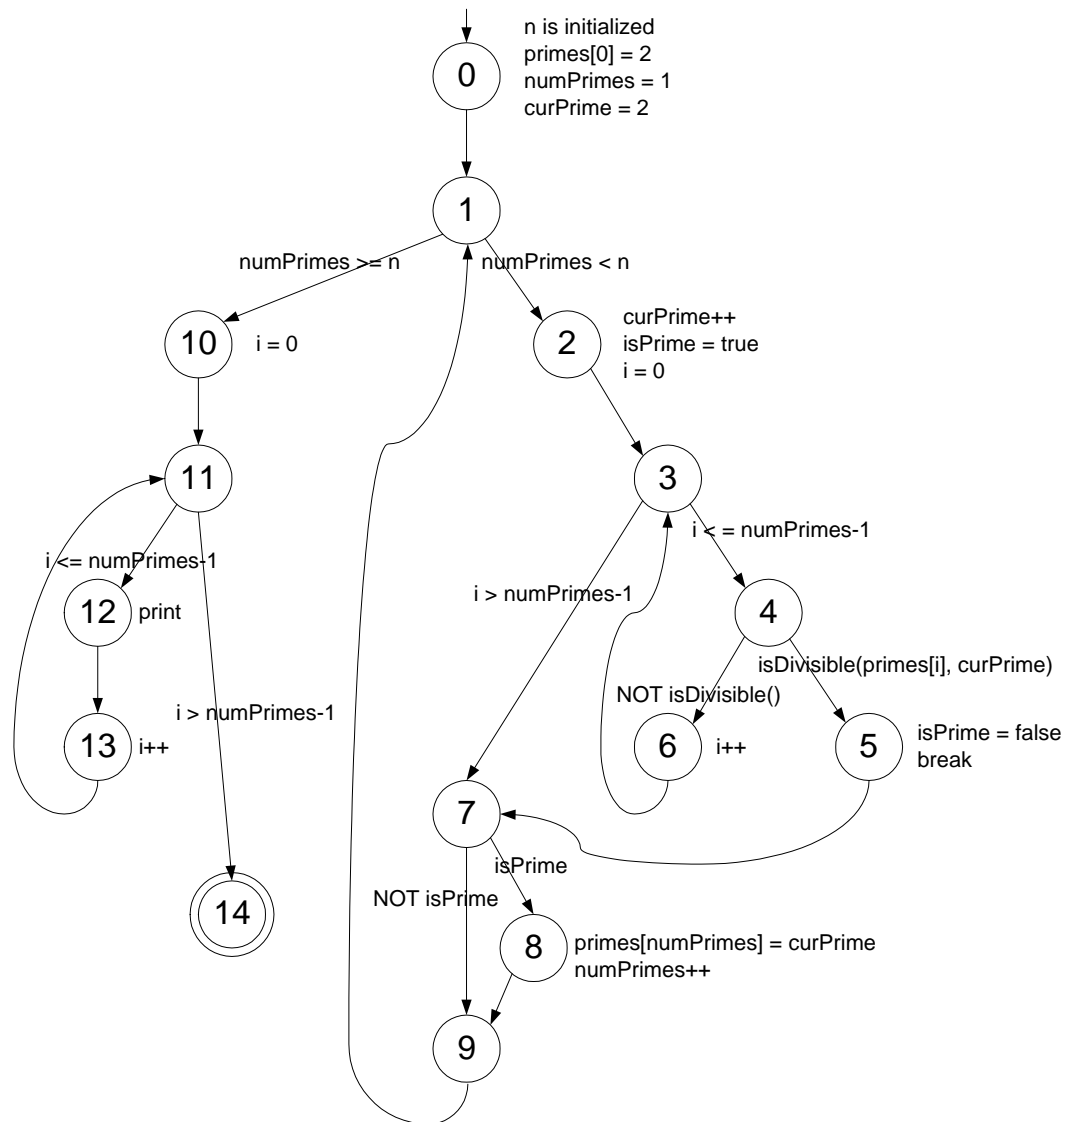 n is initialized
primes[0] = 2
numPrimes = 1
curPrime = 2
0
1
numPrimes >= n
numPrimes < n
10
i = 0
2
curPrime++
isPrime = true
i = 0
11
3
i <= numPrimes-1
i < = numPrimes-1
12
print
i > numPrimes-1
4
isDivisible(primes[i], curPrime)
NOT isDivisible()
i > numPrimes-1
13
i++
6
i++
5
isPrime = false
break
7
isPrime
NOT isPrime
14
8
primes[numPrimes] = curPrime
numPrimes++
9